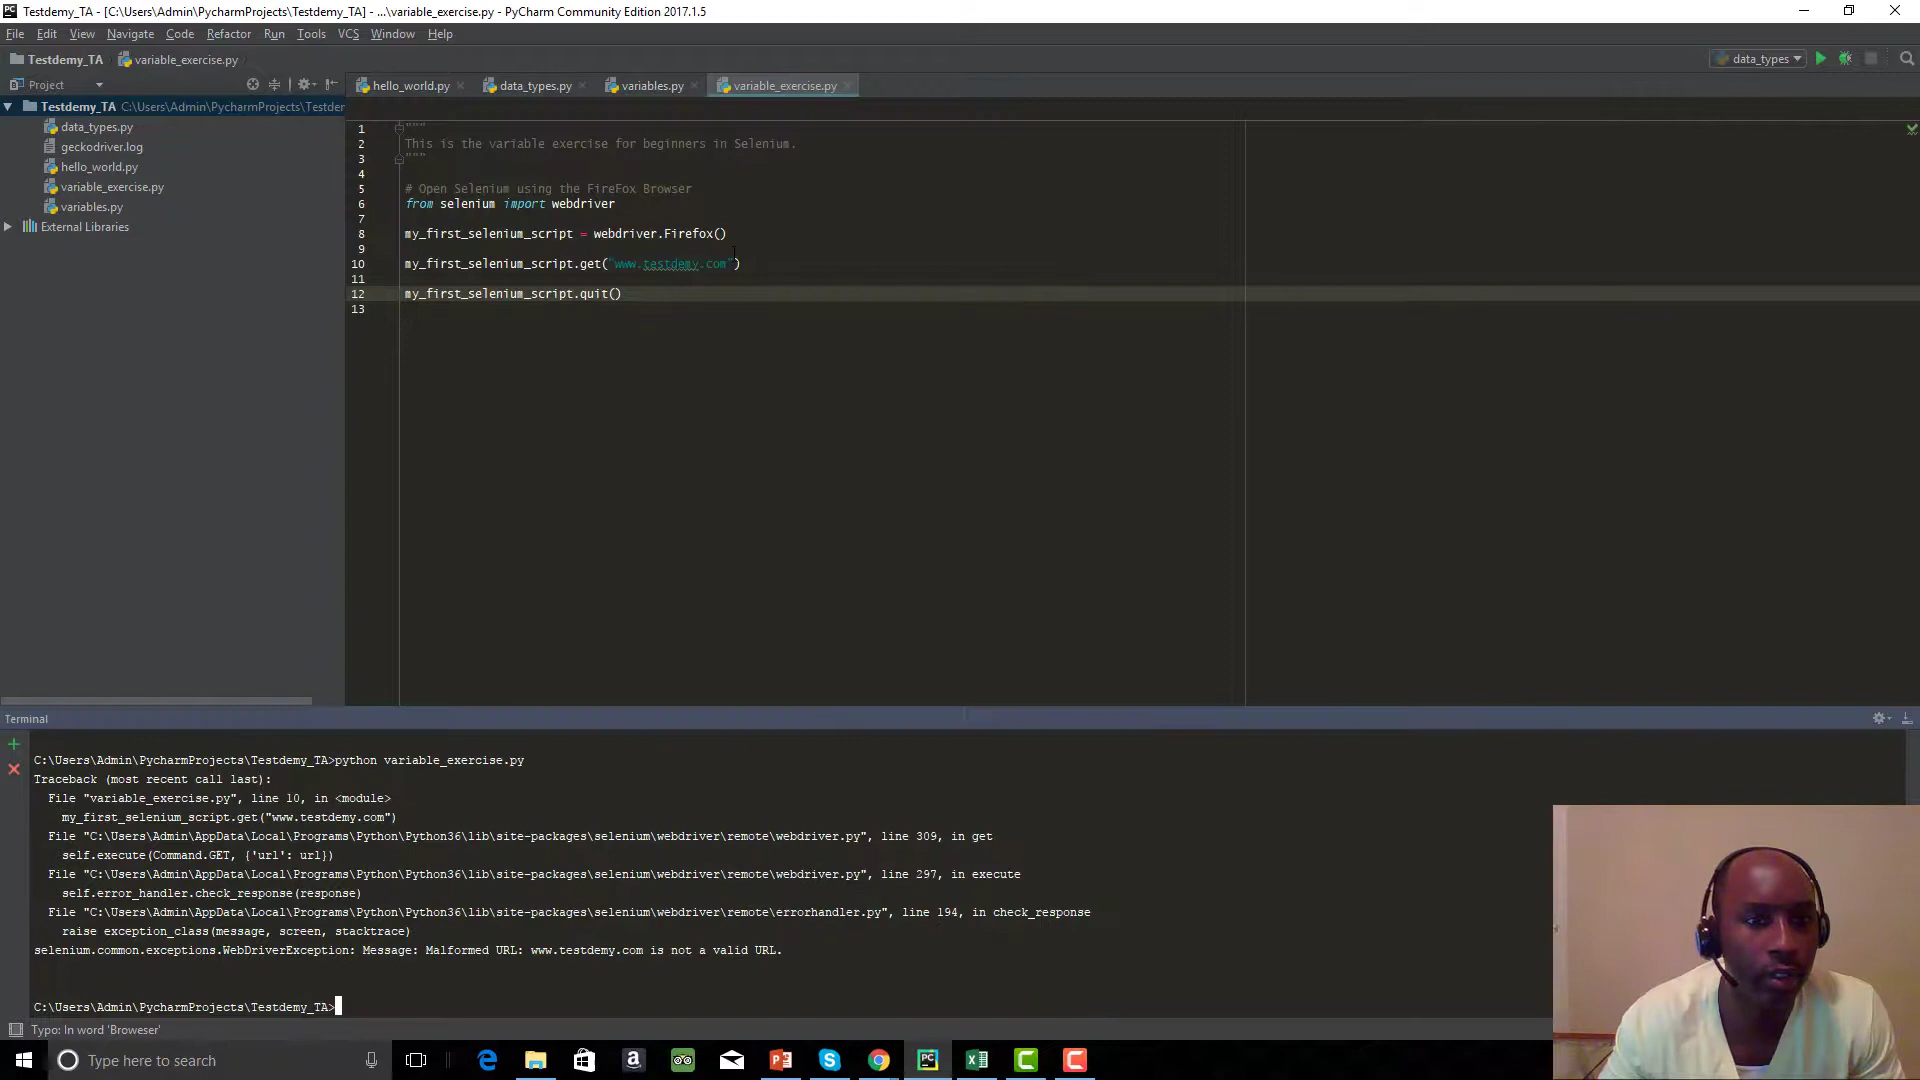 Testdemy_TA - [C:\Users\Admin\PycharmProjects\Testdemy_TA] - ...\variable_exercise.py - PyCharm Community Edition 2017.1.5
File Edit View Navigate Code Refactor Run Tools VCS Window Help
Testdemy_TA variable_exercise.py data_types
Project hello_world.py data_types.py variables.py variable_exercise.py
Testdemy_TA C:\Users\Admin\PycharmProjects\Testdem
data_types.py
geckodriver.log
hello_world.py
variable_exercise.py
variables.py
External Libraries
1 """
2 This is the variable exercise for beginners in Selenium.
3 """
4
5 # Open Selenium using the FireFox Browser
6 from selenium import webdriver
7
8 my_first_selenium_script = webdriver.Firefox()
9
10 my_first_selenium_script.get("www.testdemy.com")
11
12 my_first_selenium_script.quit()
13
Terminal
C:\Users\Admin\PycharmProjects\Testdemy_TA>python variable_exercise.py
Traceback (most recent call last):
File "variable_exercise.py", line 10, in <module>
my_first_selenium_script.get("www.testdemy.com")
File "C:\Users\Admin\AppData\Local\Programs\Python\Python36\lib\site-packages\selenium\webdriver\remote\webdriver.py", line 309, in get
self.execute(Command.GET, {'url': url})
File "C:\Users\Admin\AppData\Local\Programs\Python\Python36\lib\site-packages\selenium\webdriver\remote\webdriver.py", line 297, in execute
self.error_handler.check_response(response)
File "C:\Users\Admin\AppData\Local\Programs\Python\Python36\lib\site-packages\selenium\webdriver\remote\errorhandler.py", line 194, in check_response
raise exception_class(message, screen, stacktrace)
selenium.common.exceptions.WebDriverException: Message: Malformed URL: www.testdemy.com is not a valid URL.
C:\Users\Admin\PycharmProjects\Testdemy_TA>
Typo: In word 'Broweser'
Type here to search